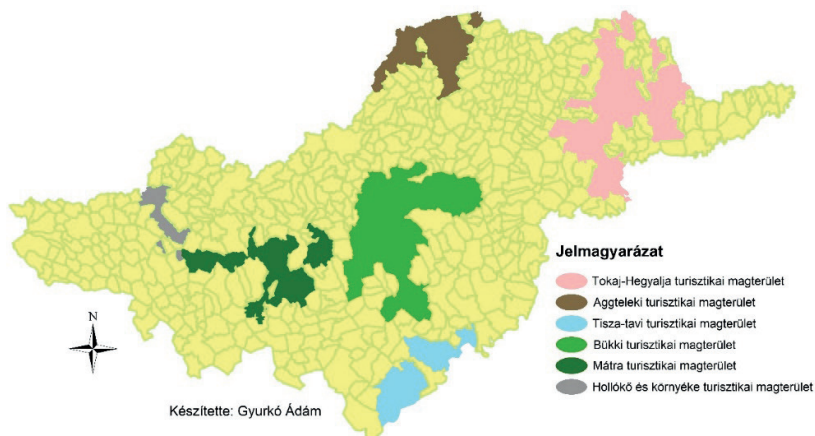 Jelmagyarázat
Tokaj-Hegyalja turisztikai magterület
Aggteleki turisztikai magterület
Tisza-tavi turisztikai magterület
Bükki turisztikai magterület
Mátra turisztikai magterület
Hollókő és környéke turisztikai magterület
N
Készítette: Gyurkó Ádám